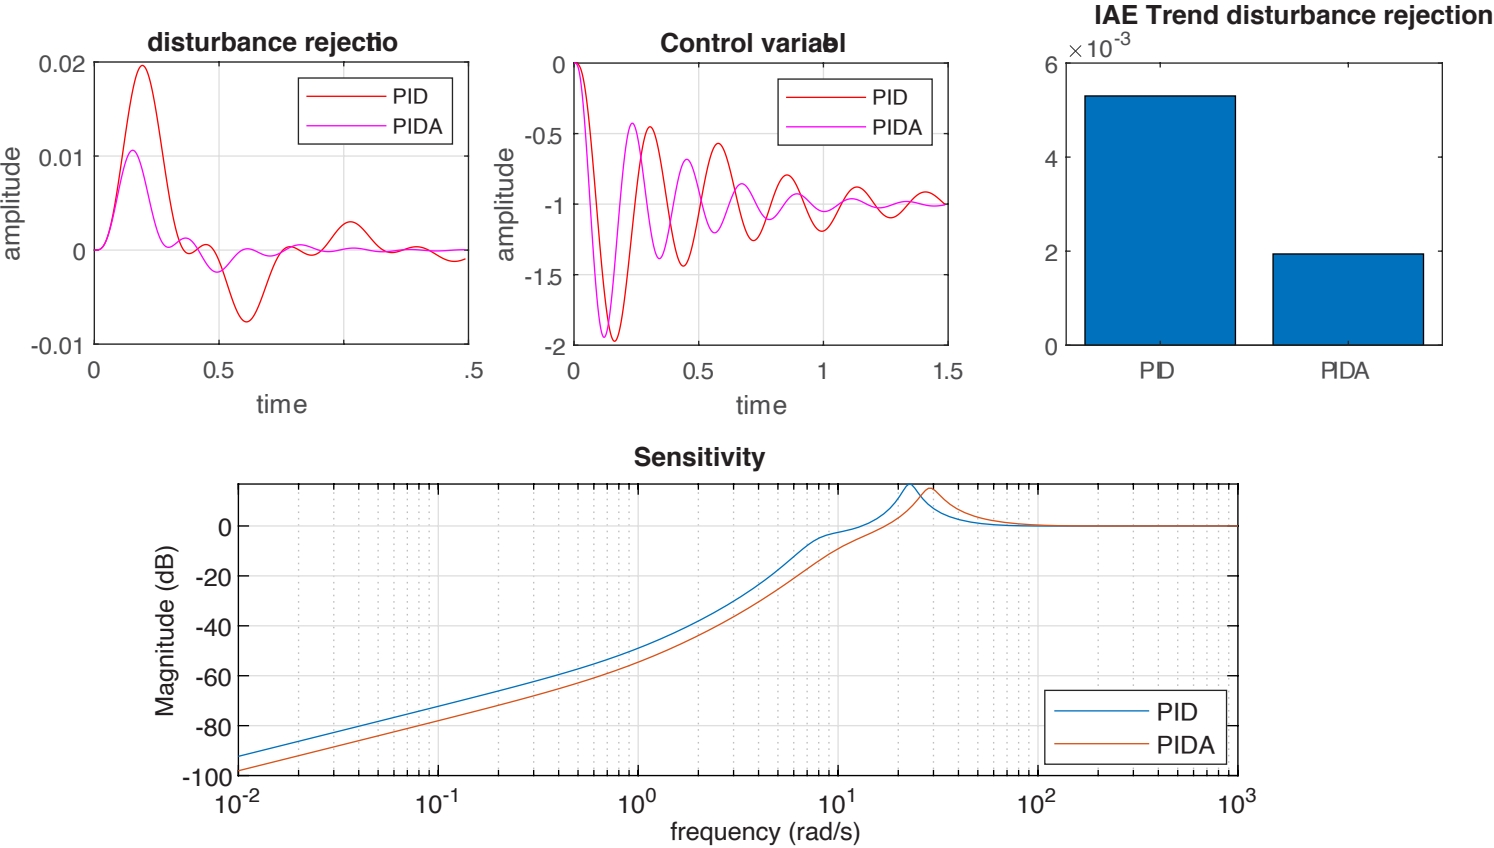 disturbance rejectio
0.02
0.01
0
-0.01
0
0.5
.5
amplitude
time
PID
PIDA
Control variabl
0
-0.5
-1
-1.5
-2
0
0.5
1
1.5
amplitude
time
PID
PIDA
IAE Trend disturbance rejection
×10-3
6
4
2
0
PID
PIDA
Sensitivity
0
-20
-40
-60
-80
-100
10-2
10-1
100
101
102
103
Magnitude (dB)
frequency (rad/s)
PID
PIDA